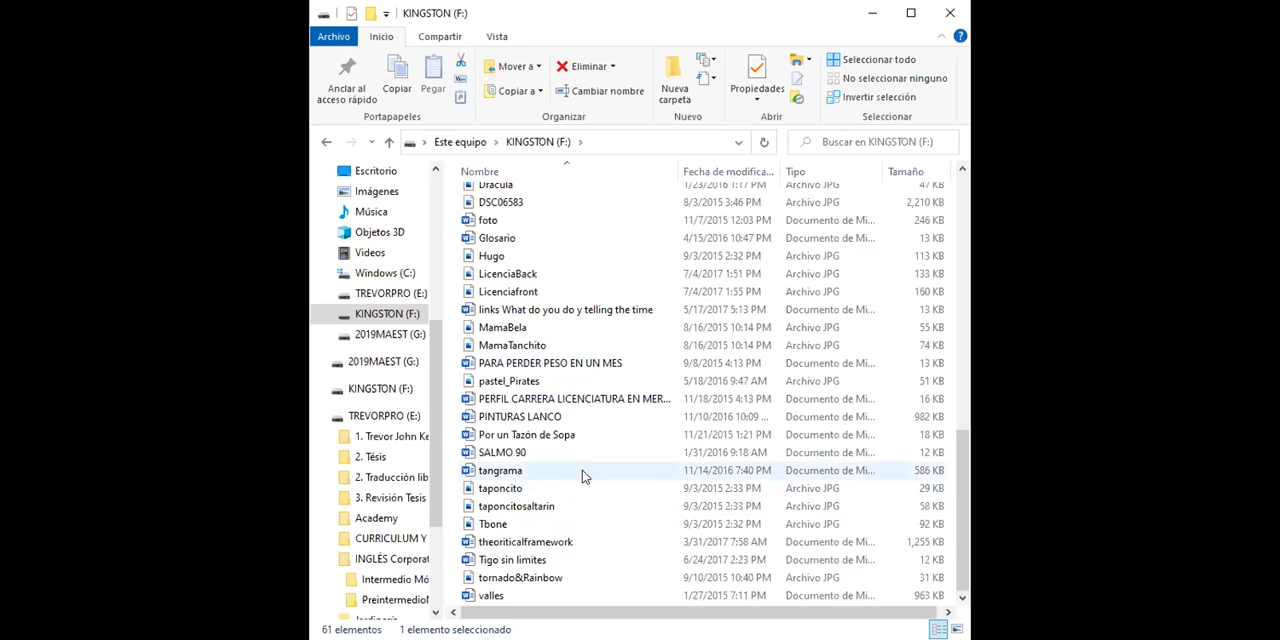 KINGSTON (F:)
Archivo Inicio Compartir Vista
Anclar al acceso rápido
Copiar
Pegar
Mover a
Copiar a
Eliminar
Cambiar nombre
Nueva carpeta
Propiedades
Seleccionar todo
No seleccionar ninguno
Invertir selección
Portapapeles Organizar Nuevo Abrir Seleccionar
Este equipo > KINGSTON (F:) >
Buscar en KINGSTON (F:)
Escritorio
Imágenes
Música
Objetos 3D
Videos
Windows (C:)
TREVORPRO (E:)
KINGSTON (F:)
2019MAEST (G:)
2019MAEST (G:)
KINGSTON (F:)
TREVORPRO (E:)
1. Trevor John Ke
2. Tésis
2. Traducción lib
3. Revisión Tesis
Academy
CURRICULUM Y
INGLÉS Corporat
Intermedio Mó
PreintermedioM
Nombre Fecha de modifica... Tipo Tamaño
Dracula 1/23/2016 1:17 PM Archivo JPG 47 KB
DSC06583 8/3/2015 3:46 PM Archivo JPG 2,210 KB
foto 11/7/2015 12:03 PM Documento de Mi... 246 KB
Glosario 4/15/2016 10:47 PM Documento de Mi... 13 KB
Hugo 9/3/2015 2:32 PM Archivo JPG 113 KB
LicenciaBack 7/4/2017 1:51 PM Archivo JPG 133 KB
Licenciafront 7/4/2017 1:55 PM Archivo JPG 160 KB
links What do you do y telling the time 5/17/2017 5:13 PM Documento de Mi... 13 KB
MamaBela 8/16/2015 10:14 PM Archivo JPG 55 KB
MamaTanchito 8/16/2015 10:14 PM Archivo JPG 74 KB
PARA PERDER PESO EN UN MES 9/8/2015 4:13 PM Documento de Mi... 13 KB
pastel_Pirates 5/18/2016 9:47 AM Archivo JPG 51 KB
PERFIL CARRERA LICENCIATURA EN MER... 11/18/2015 4:13 PM Documento de Mi... 16 KB
PINTURAS LANCO 11/10/2016 10:09 ... Documento de Mi... 982 KB
Por un Tazón de Sopa 11/21/2015 1:21 PM Documento de Mi... 18 KB
SALMO 90 1/31/2016 9:18 AM Documento de Mi... 12 KB
tangrama 11/14/2016 7:40 PM Documento de Mi... 586 KB
taponcito 9/3/2015 2:33 PM Archivo JPG 29 KB
taponcitosaltarin 9/3/2015 2:33 PM Archivo JPG 58 KB
Tbone 9/3/2015 2:32 PM Archivo JPG 92 KB
theoriticalframework 3/31/2017 7:58 AM Documento de Mi... 1,255 KB
Tigo sin limites 6/24/2017 2:23 PM Documento de Mi... 12 KB
tornado&Rainbow 9/10/2015 10:40 PM Archivo JPG 31 KB
valles 1/27/2015 7:11 PM Documento de Mi... 963 KB
61 elementos 1 elemento seleccionado